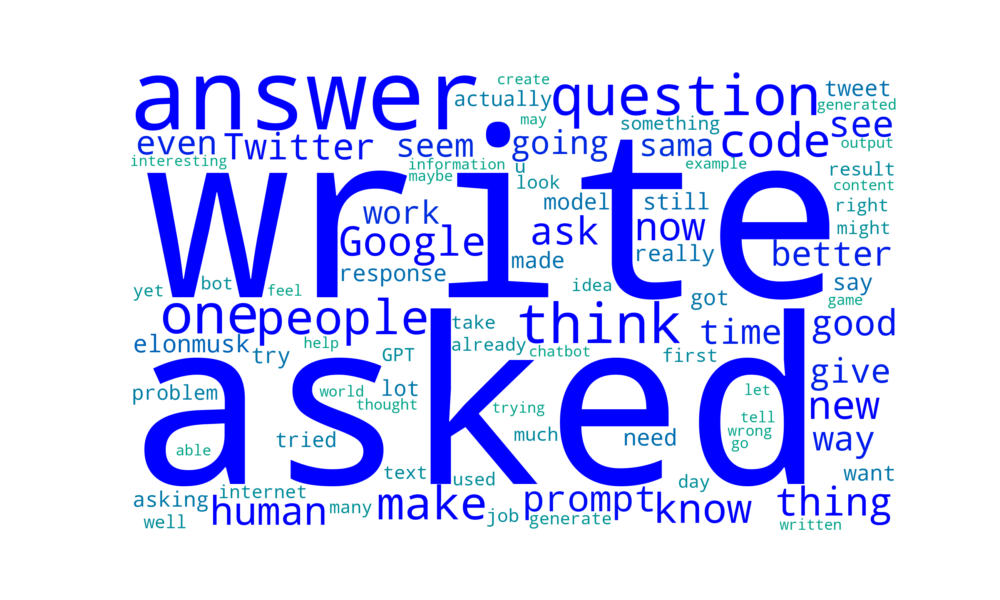 create
answer
actually
question
tweet
generated
may
something
see
even
Twitter
seem
going
sama
code
output
interesting
information
u
example
result
maybe
look
content
write
work
model
still
right
Google
ask
now
might
response
made
really
better
yet
bot
feel
idea
got
say
game
one
people
take
think
time
good
elonmusk
try
help
GPT
already
chatbot
first
problem
world
lot
let
give
thought
trying
new
asked
tell
wrong
go
able
tried
much
need
way
text
used
day
want
asking
internet
human
many
make
prompt
know
thing
well
job
generate
written